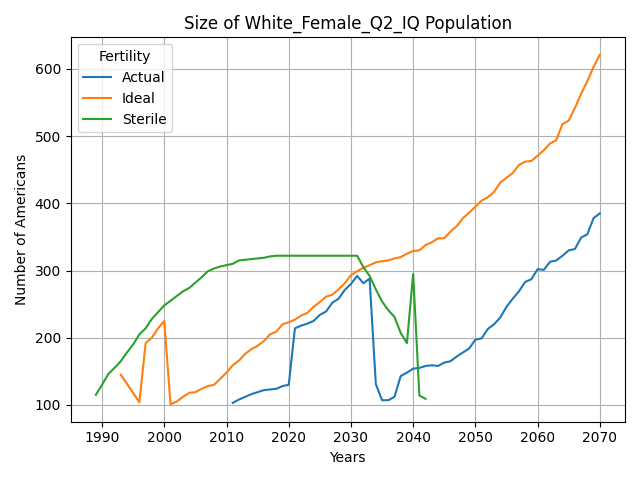 Size of White_Female_Q2_IQ Population
Fertility
Actual
Ideal
Sterile
Number of Americans
600
500
400
300
200
100
1990 2000 2010 2020 2030 2040 2050 2060 2070
Years